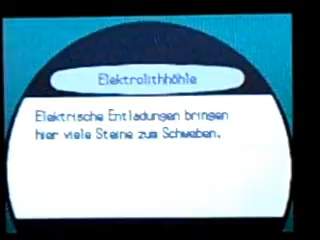 Elektrolithhöhle
Elektrische Entladungen bringen
hier viele Steine zum Schweben.